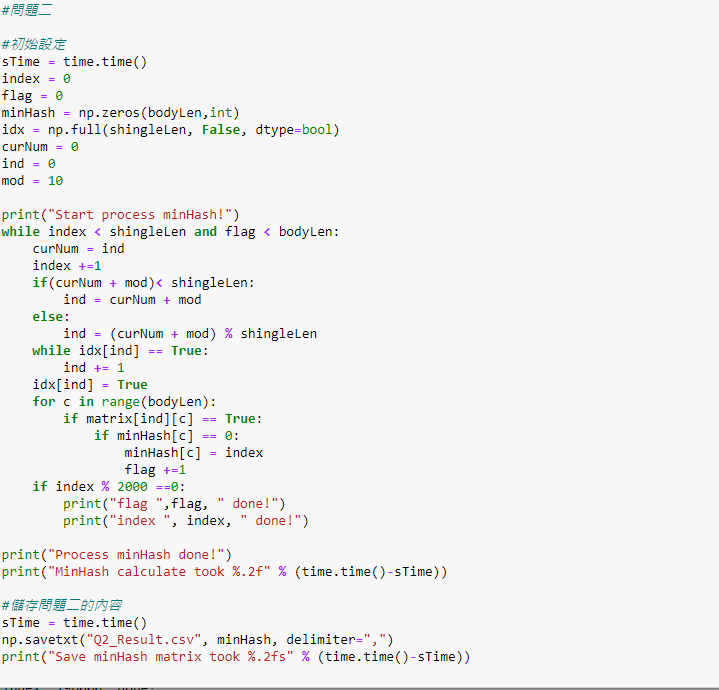 #問題二
#初始設定
sTime = time.time()
index = 0
flag = 0
minHash = np.zeros(bodyLen,int)
idx = np.full(shingleLen, False, dtype=bool)
curNum = 0
ind = 0
mod = 10
print("Start process minHash!")
while index < shingleLen and flag < bodyLen:
    curNum = ind
    index +=1
    if(curNum + mod)< shingleLen:
        ind = curNum + mod
    else:
        ind = (curNum + mod) % shingleLen
    while idx[ind] == True:
        ind += 1
    idx[ind] = True
    for c in range(bodyLen):
        if matrix[ind][c] == True:
            if minHash[c] == 0:
                minHash[c] = index
                flag +=1
    if index % 2000 ==0:
        print("flag ",flag, " done!")
        print("index ", index, " done!")
print("Process minHash done!")
print("MinHash calculate took %.2f" % (time.time()-sTime))
#儲存問題二的內容
sTime = time.time()
np.savetxt("Q2_Result.csv", minHash, delimiter=",")
print("Save minHash matrix took %.2fs" % (time.time()-sTime))